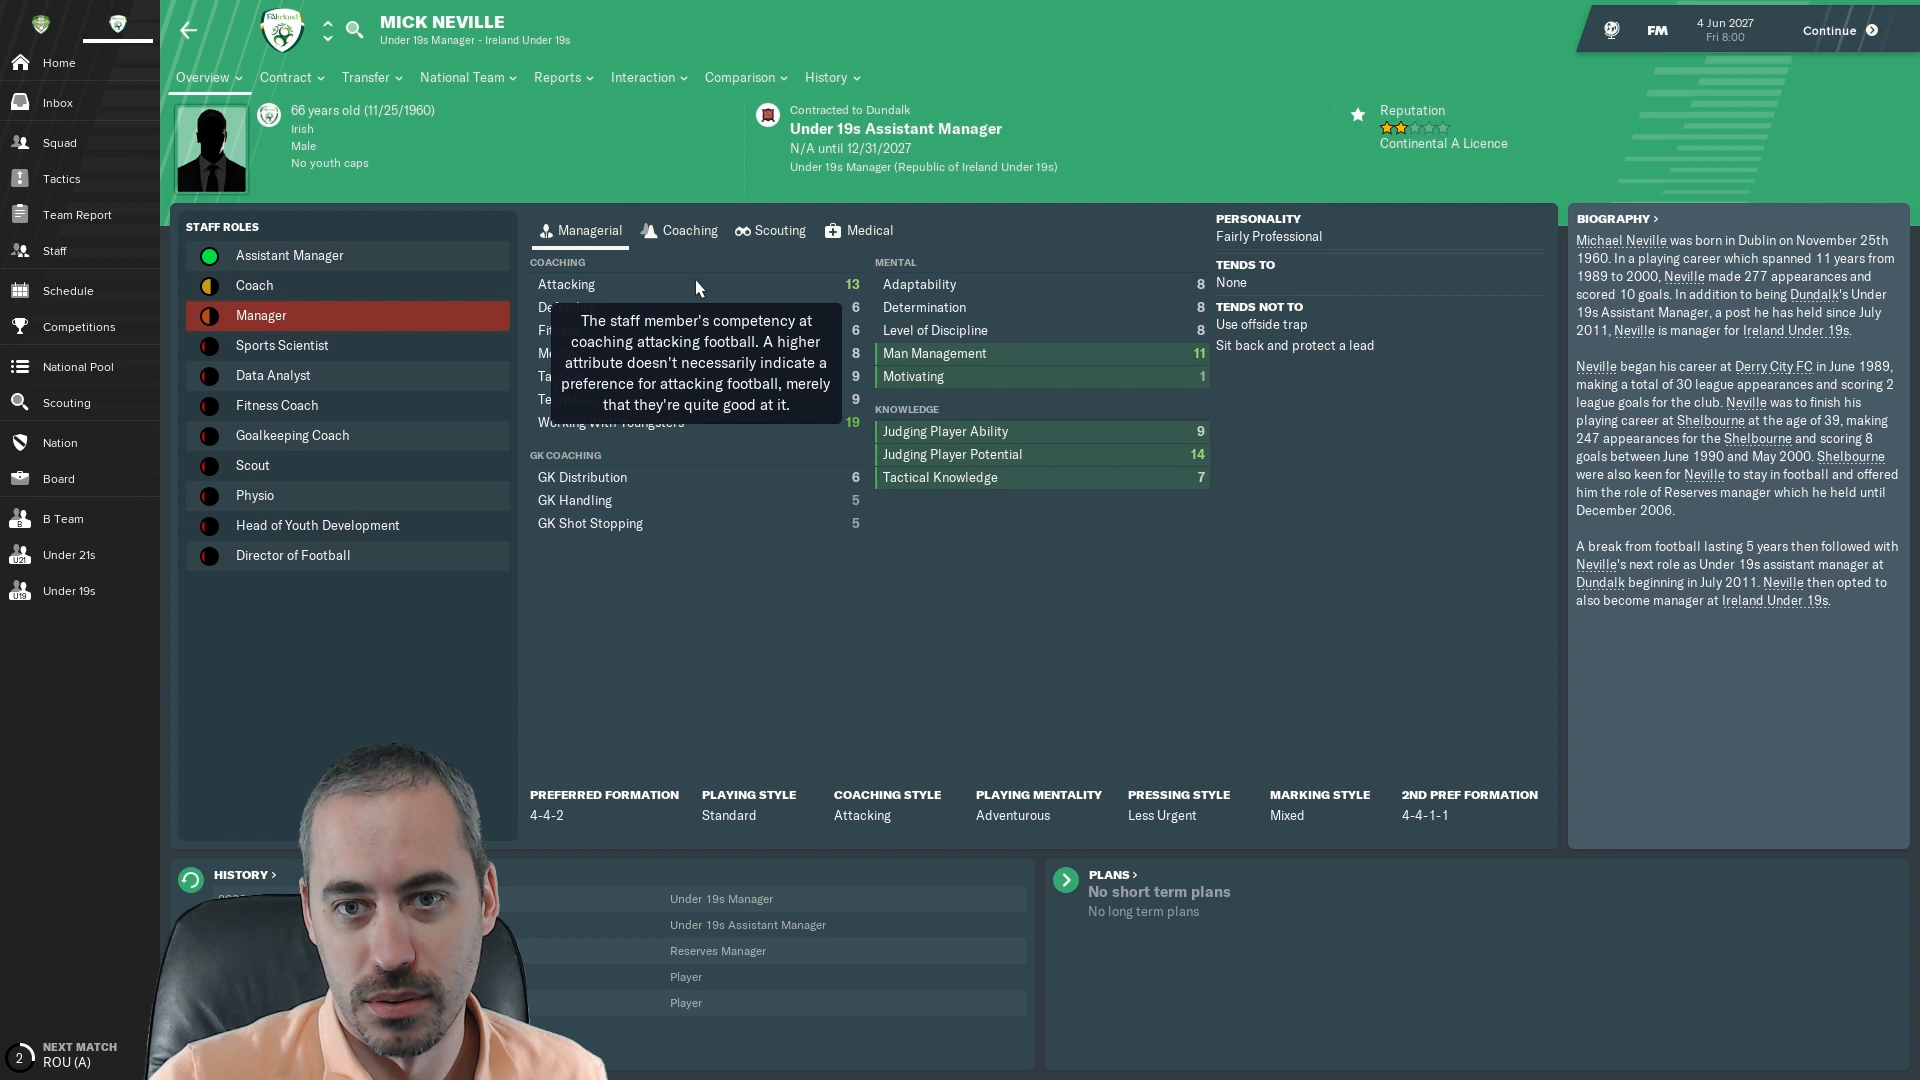 MICK NEVILLE
Under 19s Manager - Ireland Under 19s
4 Jun 2027
Fri 8:00
FM
Continue
Home
Inbox
Squad
Tactics
Team Report
Staff
Schedule
Competitions
National Pool
Scouting
Nation
Board
B Team
Under 21s
Under 19s
B
U21
U19
2
NEXT MATCH
ROU (A)
Overview
Contract
Transfer
National Team
Reports
Interaction
Comparison
History
66 years old (11/25/1960)
Irish
Male
No youth caps
Contracted to Dundalk
Under 19s Assistant Manager
N/A until 12/31/2027
Under 19s Manager (Republic of Ireland Under 19s)
Reputation
Continental A Licence
STAFF ROLES
Assistant Manager
Coach
Manager
Sports Scientist
Data Analyst
Fitness Coach
Goalkeeping Coach
Scout
Physio
Head of Youth Development
Director of Football
Managerial
Coaching
Scouting
Medical
COACHING
Attacking 13
6
6
8
9
9
Working With Youngsters 19
The staff member's competency at
coaching attacking football. A higher
attribute doesn't necessarily indicate a
preference for attacking football, merely
that they're quite good at it.
GK COACHING
GK Distribution 6
GK Handling 5
GK Shot Stopping 5
MENTAL
Adaptability 8
Determination 8
Level of Discipline 8
Man Management 11
Motivating 1
KNOWLEDGE
Judging Player Ability 9
Judging Player Potential 14
Tactical Knowledge 7
PERSONALITY
Fairly Professional
TENDS TO
None
TENDS NOT TO
Use offside trap
Sit back and protect a lead
PREFERRED FORMATION
4-4-2
PLAYING STYLE
Standard
COACHING STYLE
Attacking
PLAYING MENTALITY
Adventurous
PRESSING STYLE
Less Urgent
MARKING STYLE
Mixed
2ND PREF FORMATION
4-4-1-1
BIOGRAPHY >
Michael Neville was born in Dublin on November 25th
1960. In a playing career which spanned 11 years from
1989 to 2000, Neville made 277 appearances and
scored 10 goals. In addition to being Dundalk's Under
19s Assistant Manager, a post he has held since July
2011, Neville is manager for Ireland Under 19s.
Neville began his career at Derry City FC in June 1989,
making a total of 30 league appearances and scoring 2
league goals for the club. Neville was to finish his
playing career at Shelbourne at the age of 39, making
247 appearances for the Shelbourne and scoring 8
goals between June 1990 and May 2000. Shelbourne
were also keen for Neville to stay in football and offered
him the role of Reserves manager which he held until
December 2006.
A break from football lasting 5 years then followed with
Neville's next role as Under 19s assistant manager at
Dundalk beginning in July 2011. Neville then opted to
also become manager at Ireland Under 19s.
HISTORY >
Under 19s Manager
Under 19s Assistant Manager
Reserves Manager
Player
Player
PLANS >
No short term plans
No long term plans